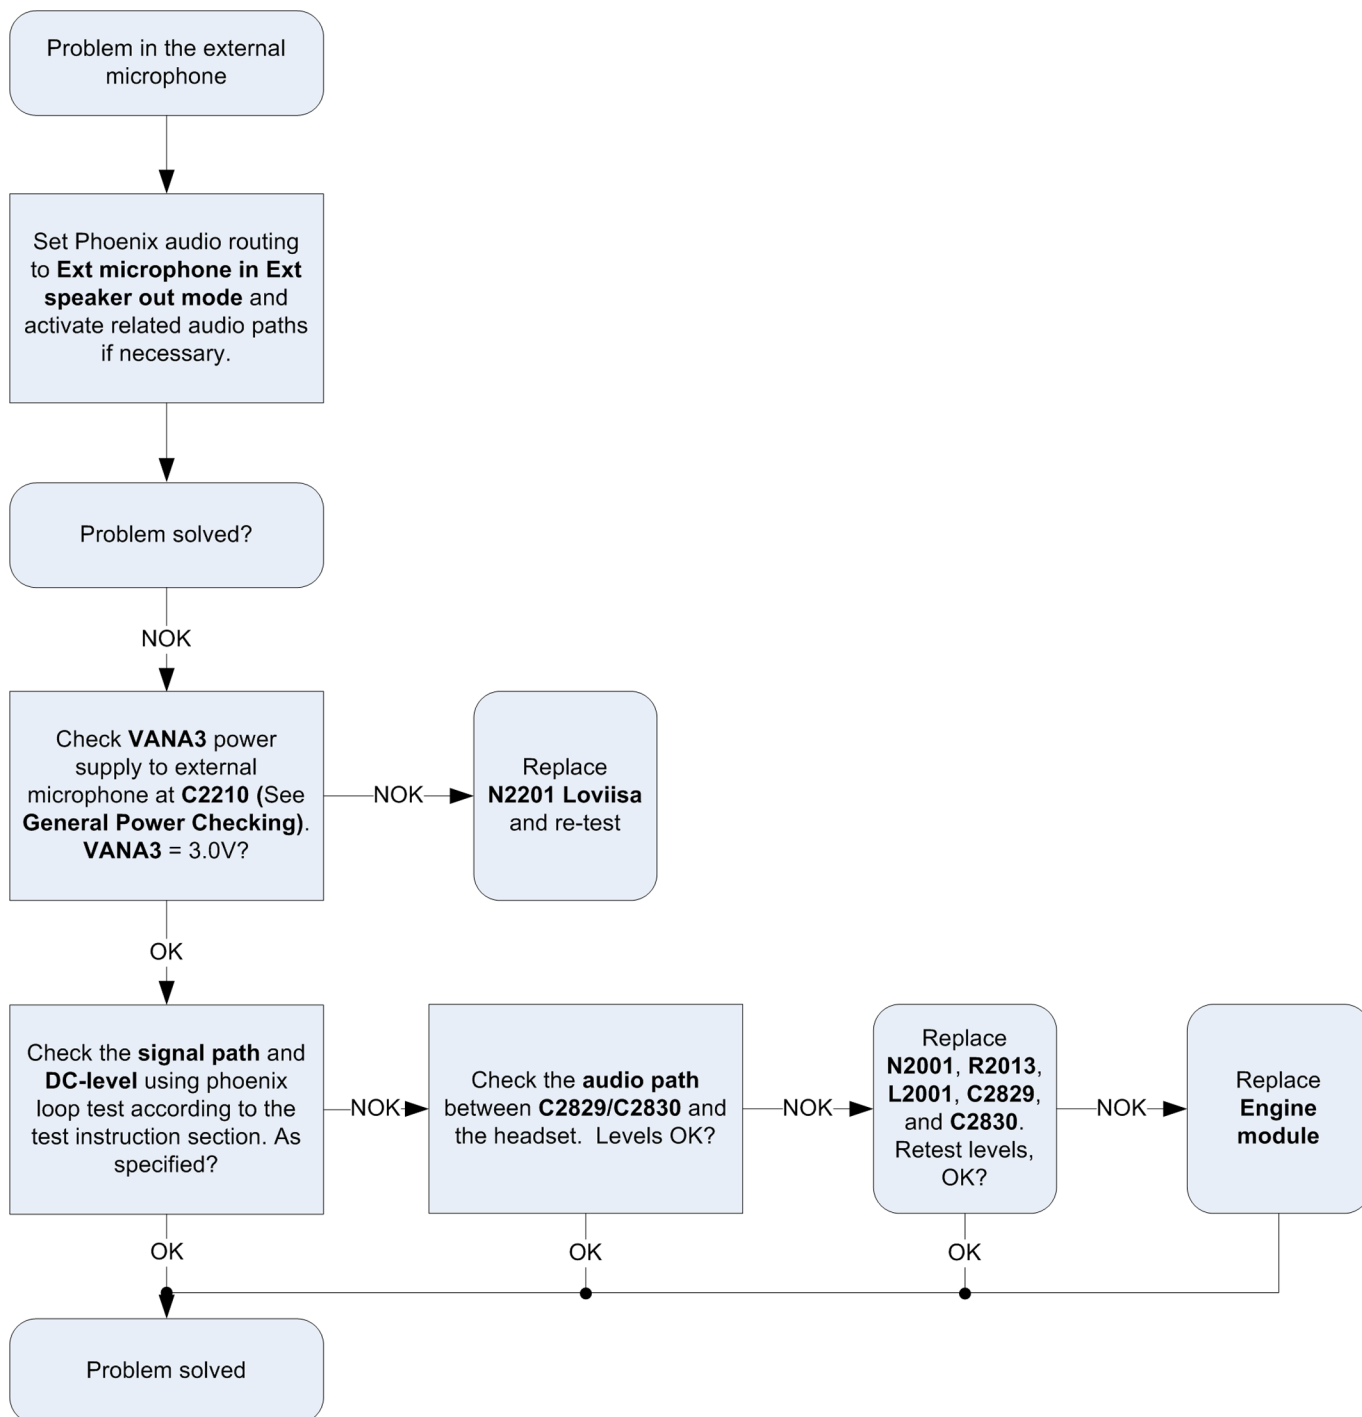 Problem in the external
microphone
Set Phoenix audio routing
to Ext microphone in Ext
speaker out mode and
activate related audio paths
if necessary.
Problem solved?
NOK
Check VANA3 power
supply to external
microphone at C2210 (See
General Power Checking).
VANA3 = 3.0V?
NOK
Replace
N2201 Loviisa
and re-test
OK
Check the signal path and
DC-level using phoenix
loop test according to the
test instruction section. As
specified?
NOK
Check the audio path
between C2829/C2830 and
the headset.  Levels OK?
NOK
Replace
N2001, R2013,
L2001, C2829,
and C2830.
Retest levels,
OK?
NOK
Replace
Engine
module
OK
OK
OK
Problem solved